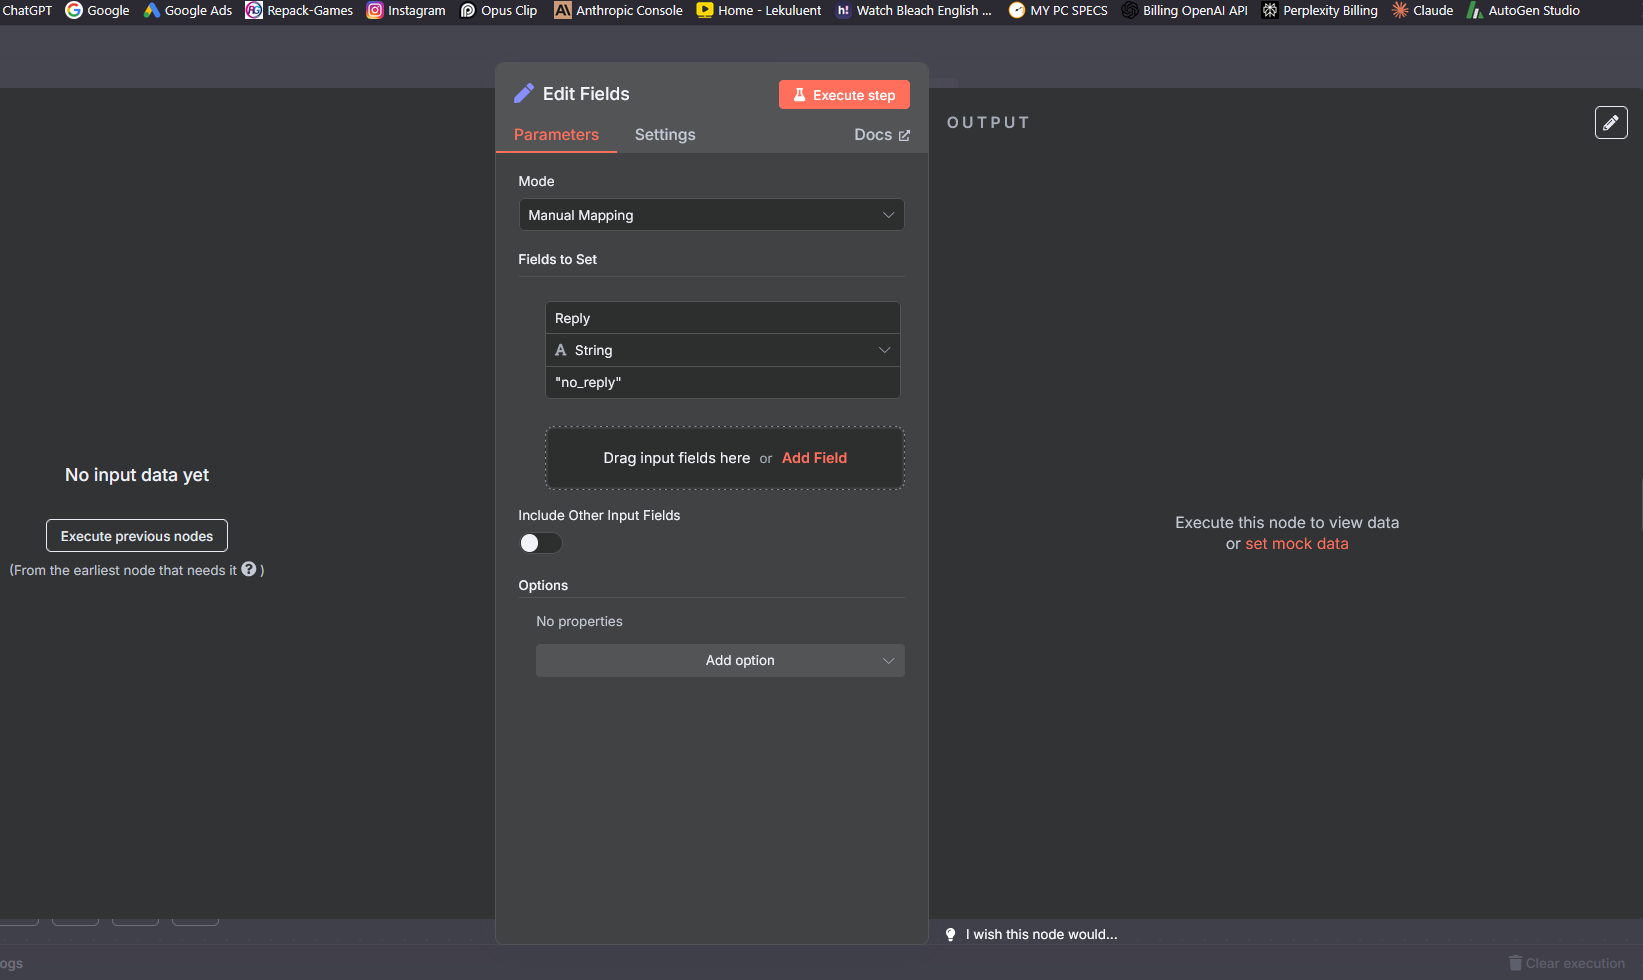 ChatGPT Google Google Ads Repack-Games Instagram Opus Clip Anthropic Console Home - Lekuluent Watch Bleach English ... MY PC SPECS Billing OpenAI API Perplexity Billing Claude AutoGen Studio
Edit Fields
Execute step
Parameters Settings Docs
OUTPUT
Mode
Manual Mapping
Fields to Set
Reply
A String
"no_reply"
Drag input fields here or Add Field
Include Other Input Fields
Options
No properties
Add option
No input data yet
Execute previous nodes
(From the earliest node that needs it ? )
Execute this node to view data
or set mock data
I wish this node would...
ogs
Clear execution